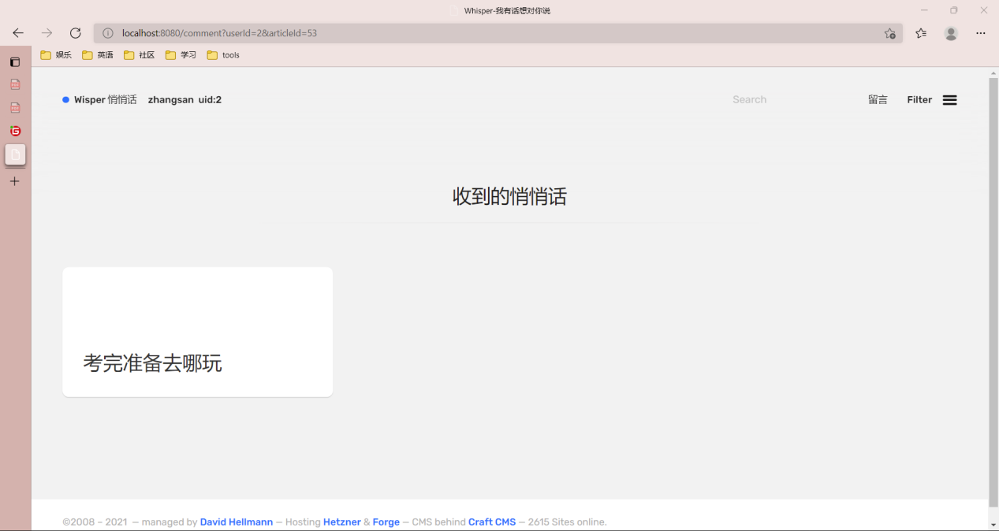 Whisper-我有话想对你说
localhost:8080/comment?userId=2&articleId=53
娱乐 英语 社区 学习 tools
Wisper 悄悄话 zhangsan uid:2 Search 留言 Filter
收到的悄悄话
考完准备去哪玩
©2008 – 2021 — managed by David Hellmann — Hosting Hetzner & Forge — CMS behind Craft CMS — 2615 Sites online.